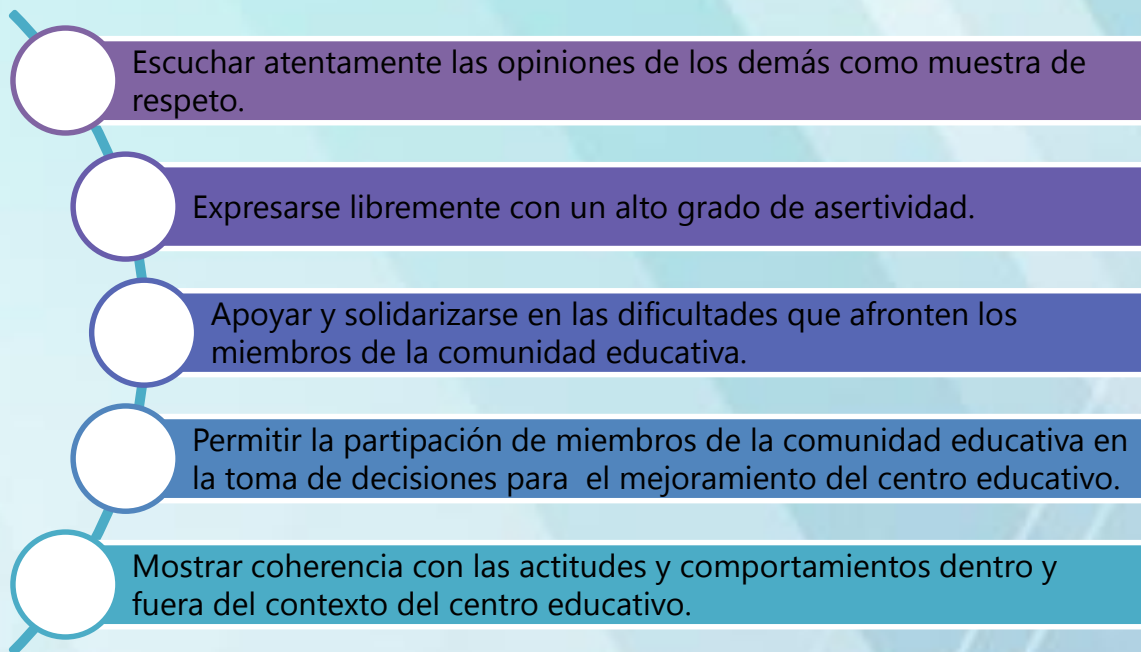 Escuchar atentamente las opiniones de los demás como muestra de
respeto.
Expresarse libremente con un alto grado de asertividad.
Apoyar y solidarizarse en las dificultades que afronten los
miembros de la comunidad educativa.
Permitir la partipación de miembros de la comunidad educativa en
la toma de decisiones para  el mejoramiento del centro educativo.
Mostrar coherencia con las actitudes y comportamientos dentro y
fuera del contexto del centro educativo.